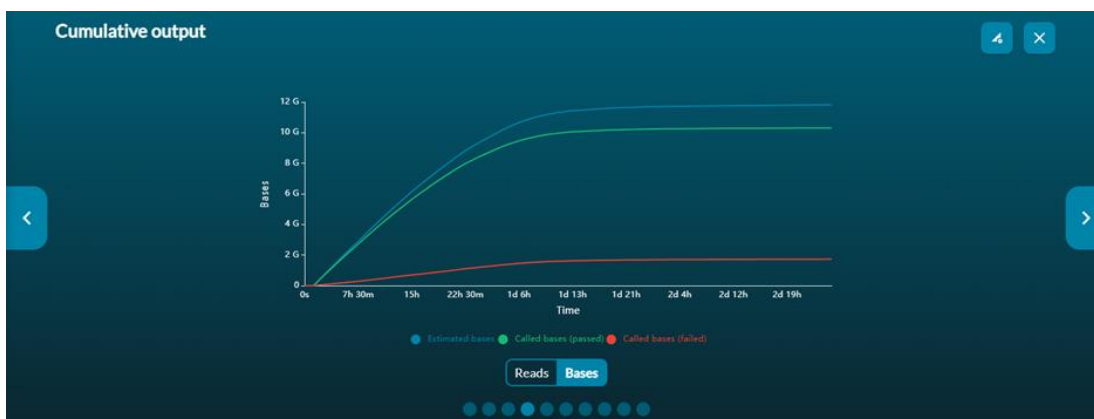 Cumulative output
12 G
10 G
8 G
6 G
4 G
2 G
0
Bases
0s 7h 30m 15h 22h 30m 1d 6h 1d 13h 1d 21h 2d 4h 2d 12h 2d 19h
Time
Estimated bases Called bases (passed) Called bases (failed)
Reads Bases